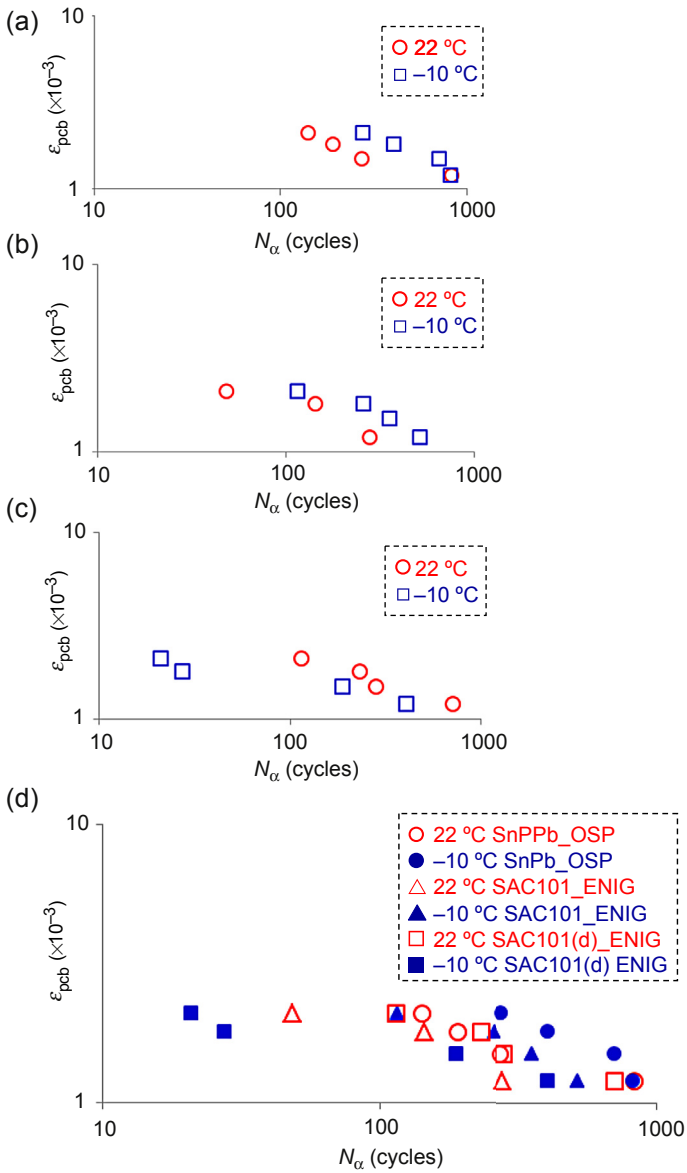 (a)
10
22 ºC
–10 ºC
εpcb (×10–3)
1
10
100
1000
Nα (cycles)
(b)
10
22 ºC
–10 ºC
εpcb (×10–3)
1
10
100
1000
Nα (cycles)
(c)
10
22 ºC
–10 ºC
εpcb (×10–3)
1
10
100
1000
Nα (cycles)
(d)
10
22 ºC SnPPb_OSP
–10 ºC SnPb_OSP
22 ºC SAC101_ENIG
–10 ºC SAC101_ENIG
22 ºC SAC101(d)_ENIG
–10 ºC SAC101(d) ENIG
εpcb (×10–3)
1
10
100
1000
Nα (cycles)